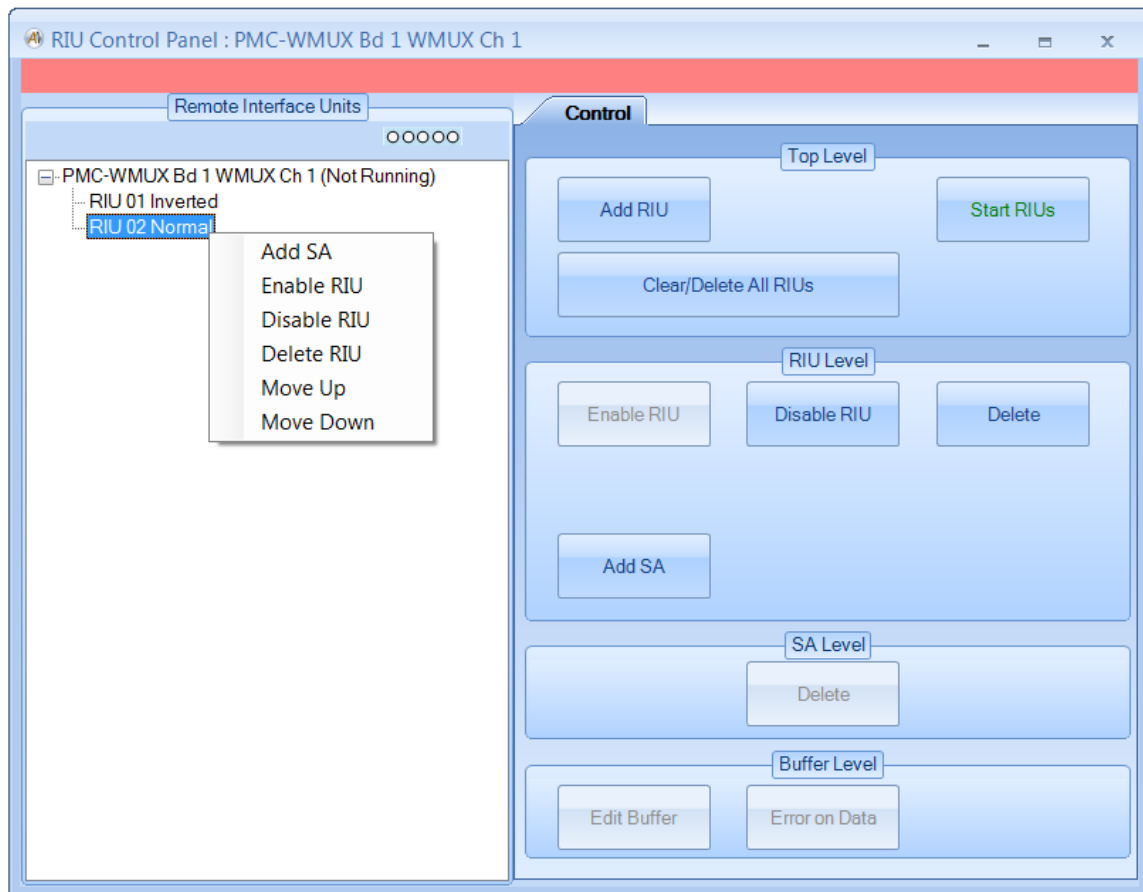 RIU Control Panel : PMC-WMUX Bd 1 WMUX Ch 1
Remote Interface Units
PMC-WMUX Bd 1 WMUX Ch 1 (Not Running)
RIU 01 Inverted
RIU 02 Normal
Add SA
Enable RIU
Disable RIU
Delete RIU
Move Up
Move Down
Control
Top Level
Add RIU
Start RIUs
Clear/Delete All RIUs
RIU Level
Enable RIU
Disable RIU
Delete
Add SA
SA Level
Delete
Buffer Level
Edit Buffer
Error on Data